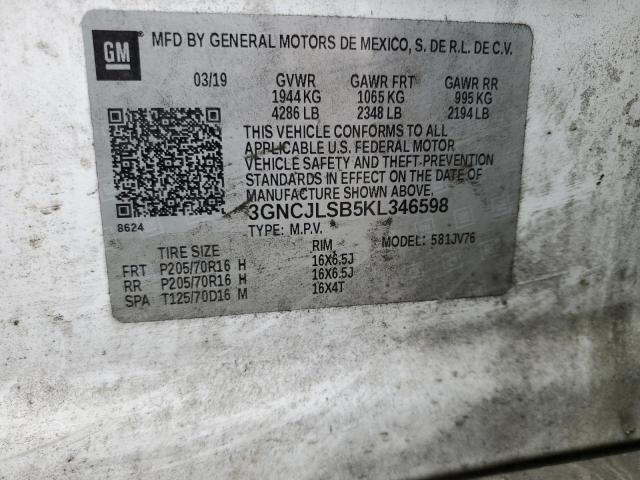 GM MFD BY GENERAL MOTORS DE MEXICO, S. DE R.L. DE C.V.
03/19 GVWR GAWR FRT GAWR RR
1944 KG 1065 KG 995 KG
4286 LB 2348 LB 2194 LB
THIS VEHICLE CONFORMS TO ALL
APPLICABLE U.S. FEDERAL MOTOR
VEHICLE SAFETY AND THEFT PREVENTION
STANDARDS IN EFFECT ON THE DATE OF
MANUFACTURE SHOWN ABOVE.
8624 3GNCJLSB5KL346598
TYPE: M.P.V. MODEL: 581JV76
TIRE SIZE RIM
FRT P205/70R16 H 16X6.5J
RR P205/70R16 H 16X6.5J
SPA T125/70D16 M 16X4T